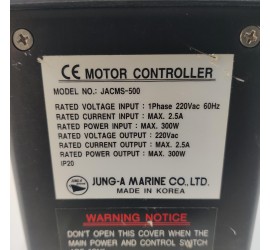 CE MOTOR CONTROLLER
MODEL NO.: JACMS-500
RATED VOLTAGE INPUT : 1Phase 220Vac 60Hz
RATED CURRENT INPUT : MAX. 2.5A
RATED POWER INPUT : MAX. 300W
RATED VOLTAGE OUTPUT : 220Vac
RATED CURRENT OUTPUT : MAX. 2.5A
RATED POWER OUTPUT : MAX. 300W
IP20
JUNG-A MARINE CO., LTD.
MADE IN KOREA
WARNING NOTICE
DON'T OPEN THIS COVER WHEN THE
MAIN POWER AND CONTROL SWITCH